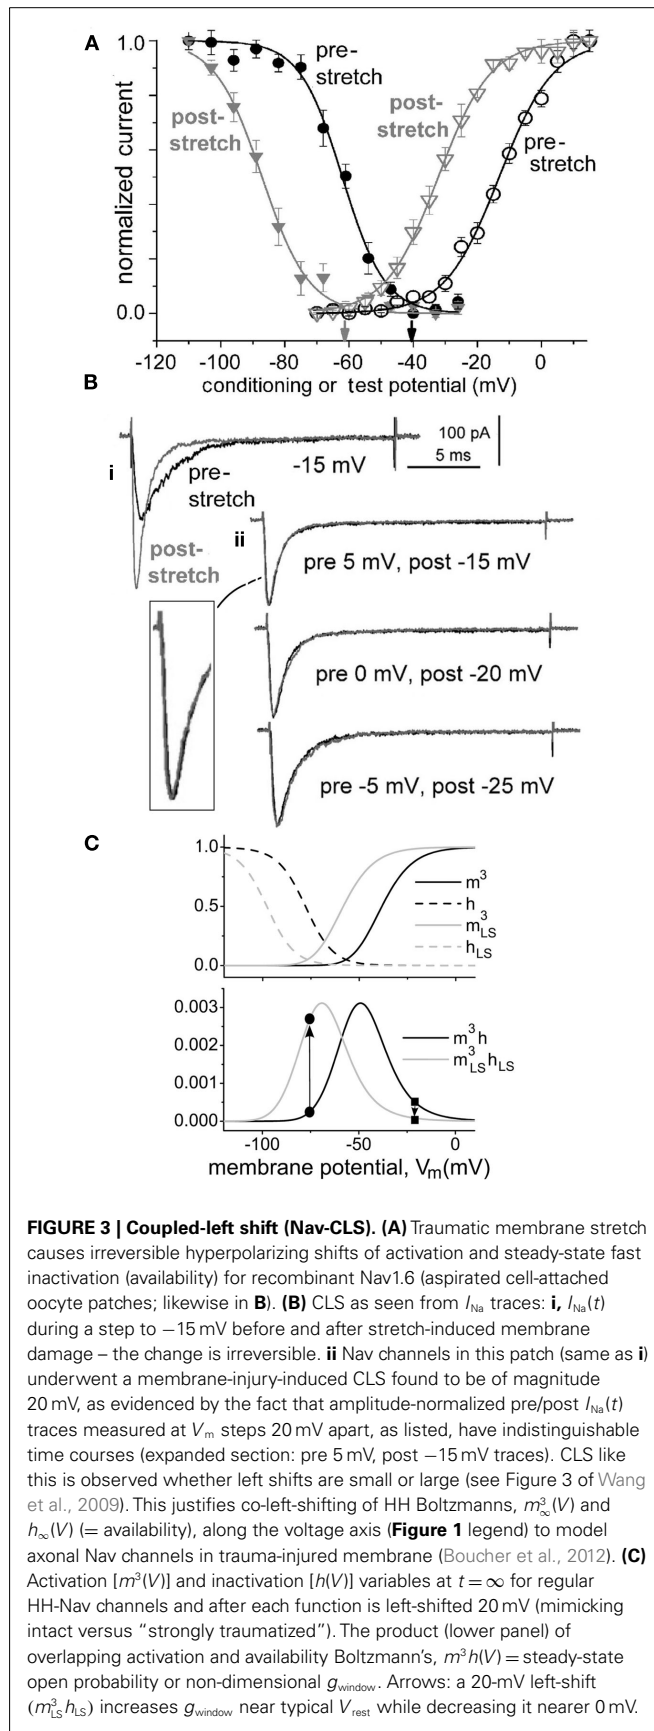 A
1.0
normalized current
0.0
pre-
stretch
post-
stretch
post-
stretch
pre-
stretch
-120 -100 -80 -60 -40 -20 0
conditioning or test potential (mV)
B
i
pre-
stretch
post-
stretch
-15 mV
100 pA
5 ms
ii
pre 5 mV, post -15 mV
pre 0 mV, post -20 mV
pre -5 mV, post -25 mV
C
1.0
0.5
0.0
m³
h
m³LS
hLS
0.003
0.002
0.001
0.000
m³h
m³LShLS
-100 -50 0
membrane potential, Vm(mV)
FIGURE 3 | Coupled-left shift (Nav-CLS). (A) Traumatic membrane stretch
causes irreversible hyperpolarizing shifts of activation and steady-state fast
inactivation (availability) for recombinant Nav1.6 (aspirated cell-attached
oocyte patches; likewise in B). (B) CLS as seen from INa traces: i, INa(t)
during a step to −15 mV before and after stretch-induced membrane
damage – the change is irreversible. ii Nav channels in this patch (same as i)
underwent a membrane-injury-induced CLS found to be of magnitude
20 mV, as evidenced by the fact that amplitude-normalized pre/post INa(t)
traces measured at Vm steps 20 mV apart, as listed, have indistinguishable
time courses (expanded section: pre 5 mV, post −15 mV traces). CLS like
this is observed whether left shifts are small or large (see Figure 3 of Wang
et al., 2009). This justifies co-left-shifting of HH Boltzmanns, m³∞(V) and
h∞(V) (= availability), along the voltage axis (Figure 1 legend) to model
axonal Nav channels in trauma-injured membrane (Boucher et al., 2012). (C)
Activation [m³(V)] and inactivation [h(V)] variables at t = ∞ for regular
HH-Nav channels and after each function is left-shifted 20 mV (mimicking
intact versus "strongly traumatized"). The product (lower panel) of
overlapping activation and availability Boltzmann's, m³h(V) = steady-state
open probability or non-dimensional gwindow. Arrows: a 20-mV left-shift
(m³LShLS) increases gwindow near typical Vrest while decreasing it nearer 0 mV.